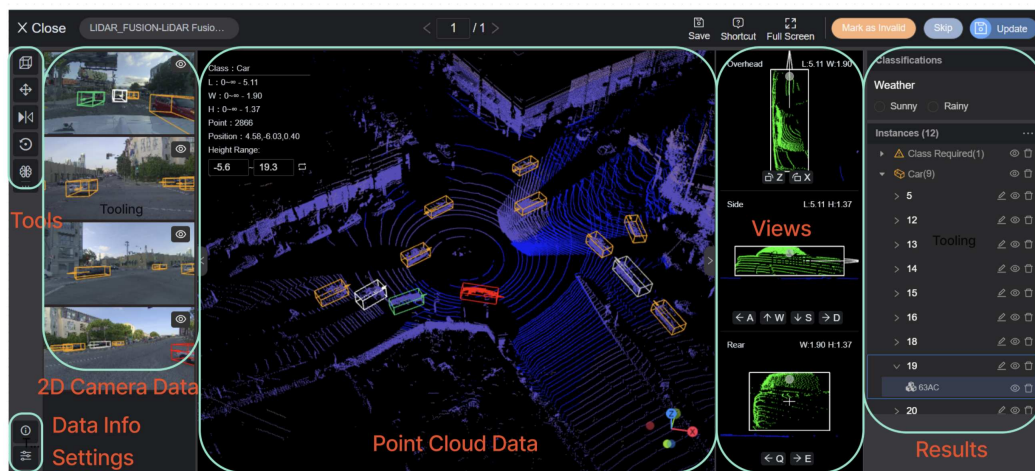 X Close
LIDAR_FUSION-LiDAR Fusio...
1 / 1
Save
Shortcut
Full Screen
Mark as Invalid
Skip
Update
Tools
Tooling
2D Camera Data
Data Info
Settings
Class : Car
L : 0~∞ - 5.11
W : 0~∞ - 1.90
H : 0~∞ - 1.37
Point : 2866
Position : 4.58,-6.03,0.40
Height Range:
-5.6 - 19.3
Point Cloud Data
Z
X
Overhead L:5.11 W:1.90
Z X
Side L:5.11 H:1.37
Views
← A ↑ W ↓ S → D
Rear W:1.90 H:1.37
← Q → E
Classifications
Weather
Sunny Rainy
Instances (12) ...
Class Required(1)
Car(9)
5
12
13
Tooling
14
15
16
18
19
63AC
20
Results